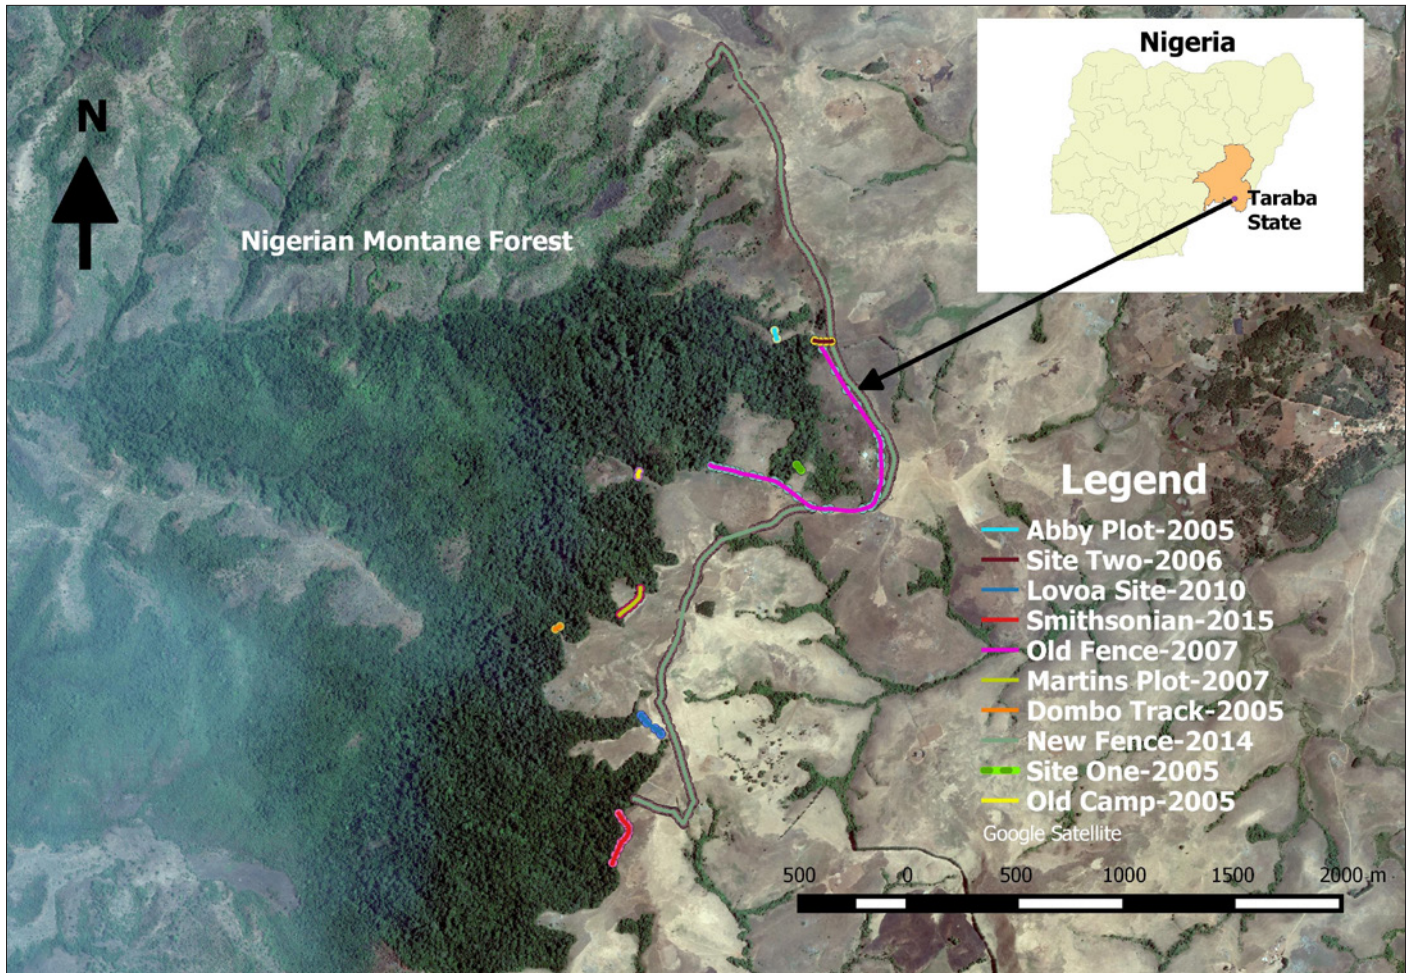 Nigeria
Taraba
State
N
Nigerian Montane Forest
Legend
Abby Plot-2005
Site Two-2006
Lovoa Site-2010
Smithsonian-2015
Old Fence-2007
Martins Plot-2007
Dombo Track-2005
New Fence-2014
Site One-2005
Old Camp-2005
Google Satellite
500 0 500 1000 1500 2000 m